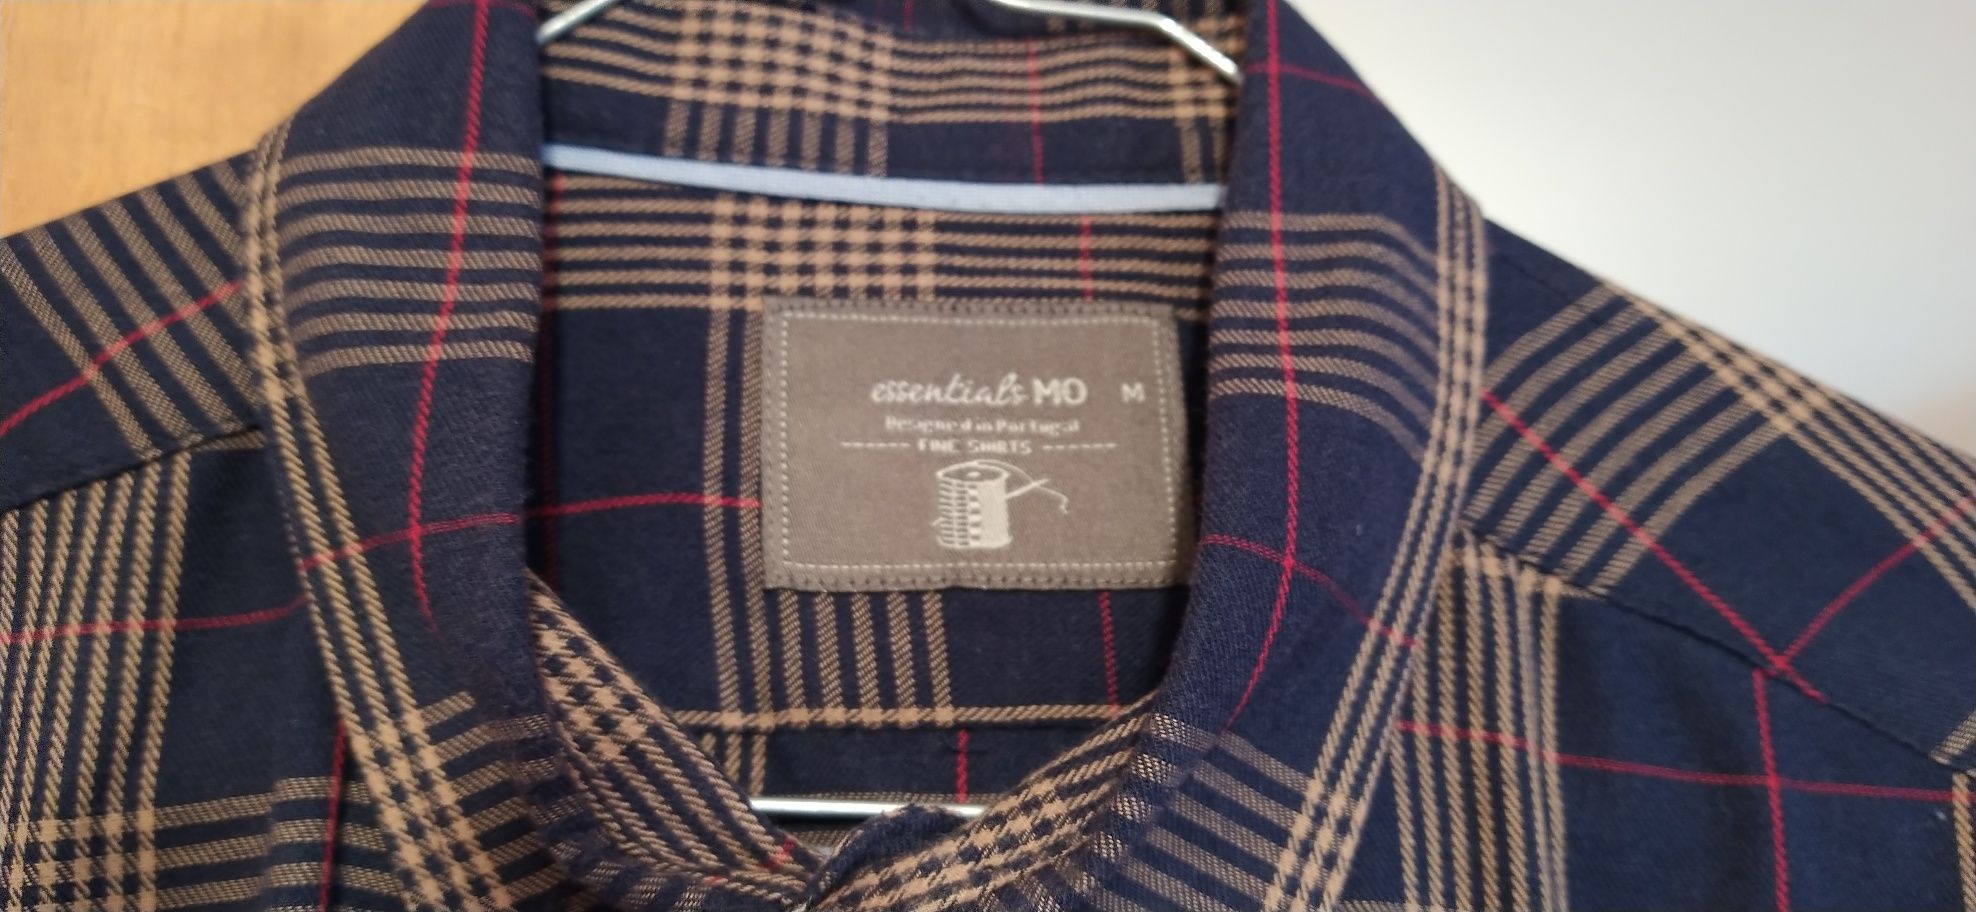 essentials MO M
Designed in Portugal
FINE SHIRTS